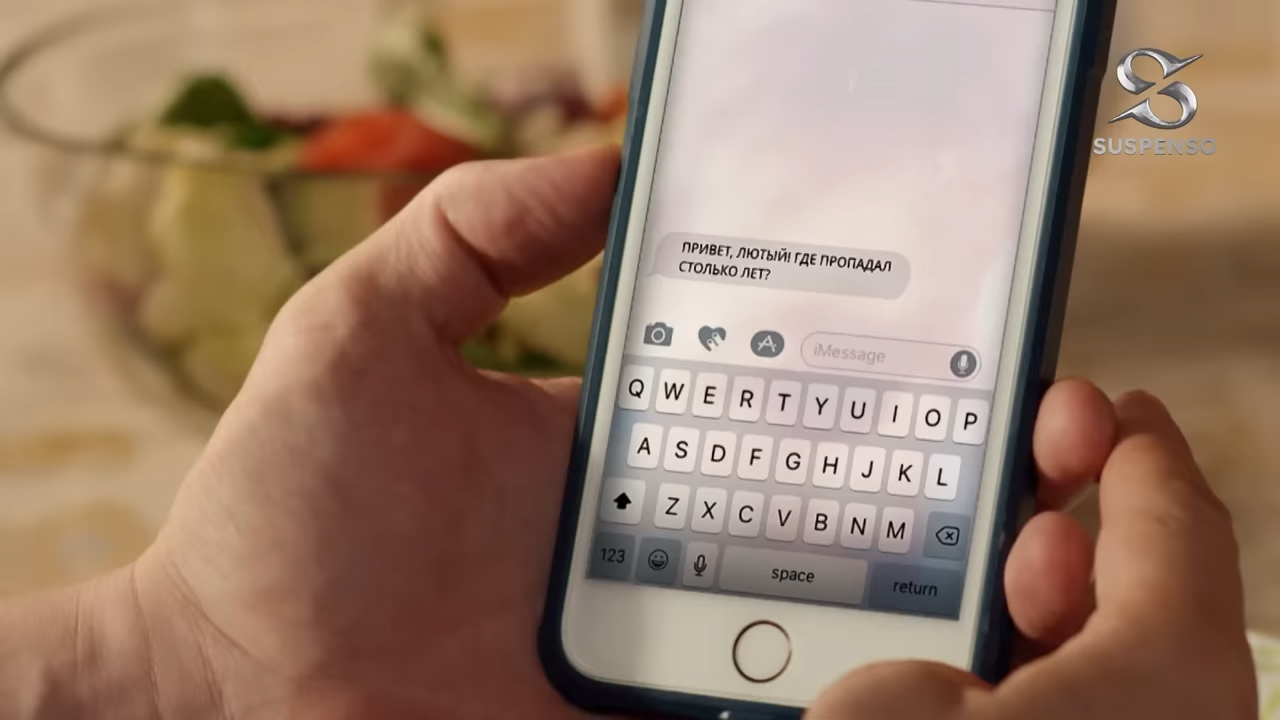 SUSPENSO
ПРИВЕТ, ЛЮТЫЙ! ГДЕ ПРОПАДАЛ
СТОЛЬКО ЛЕТ?
iMessage
Q W E R T Y U I O P
A S D F G H J K L
Z X C V B N M
123 space return